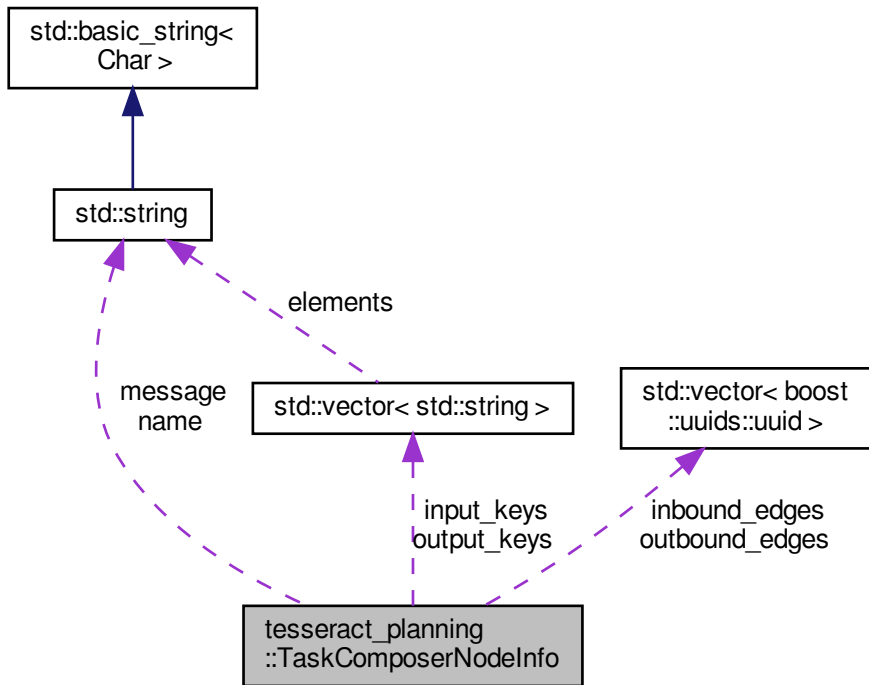 std::basic_string<
Char >
std::string
elements
message
name
std::vector< std::string >
std::vector< boost
::uuids::uuid >
input_keys
output_keys
inbound_edges
outbound_edges
tesseract_planning
::TaskComposerNodeInfo